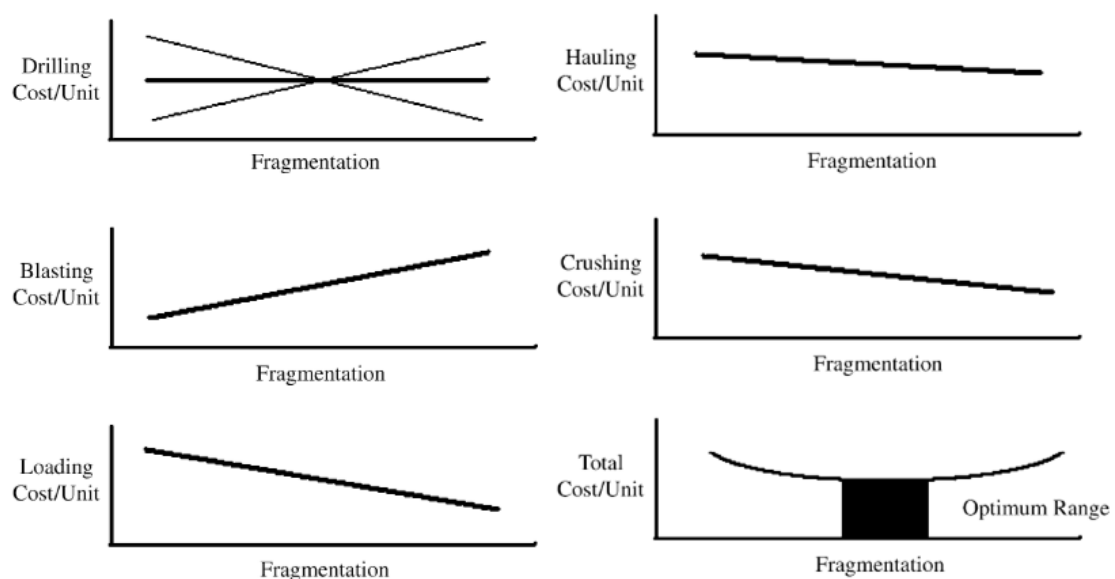 Drilling
Cost/Unit
Fragmentation
Hauling
Cost/Unit
Fragmentation
Blasting
Cost/Unit
Fragmentation
Crushing
Cost/Unit
Fragmentation
Loading
Cost/Unit
Fragmentation
Total
Cost/Unit
Optimum Range
Fragmentation